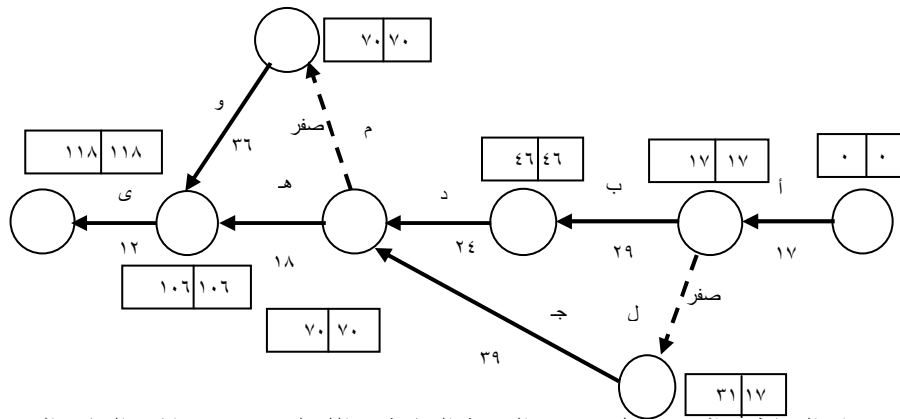 ٧٠ ٧٠
و
٣٦
صفر
م
١١٨ ١١٨
٤٦ ٤٦
١٧ ١٧
٠ ٠
ى
هـ
د
ب
أ
١٢
١٨
٢٤
٢٩
١٧
١٠٦ ١٠٦
صفر
ل
جـ
٧٠ ٧٠
٣٩
٣١ ١٧